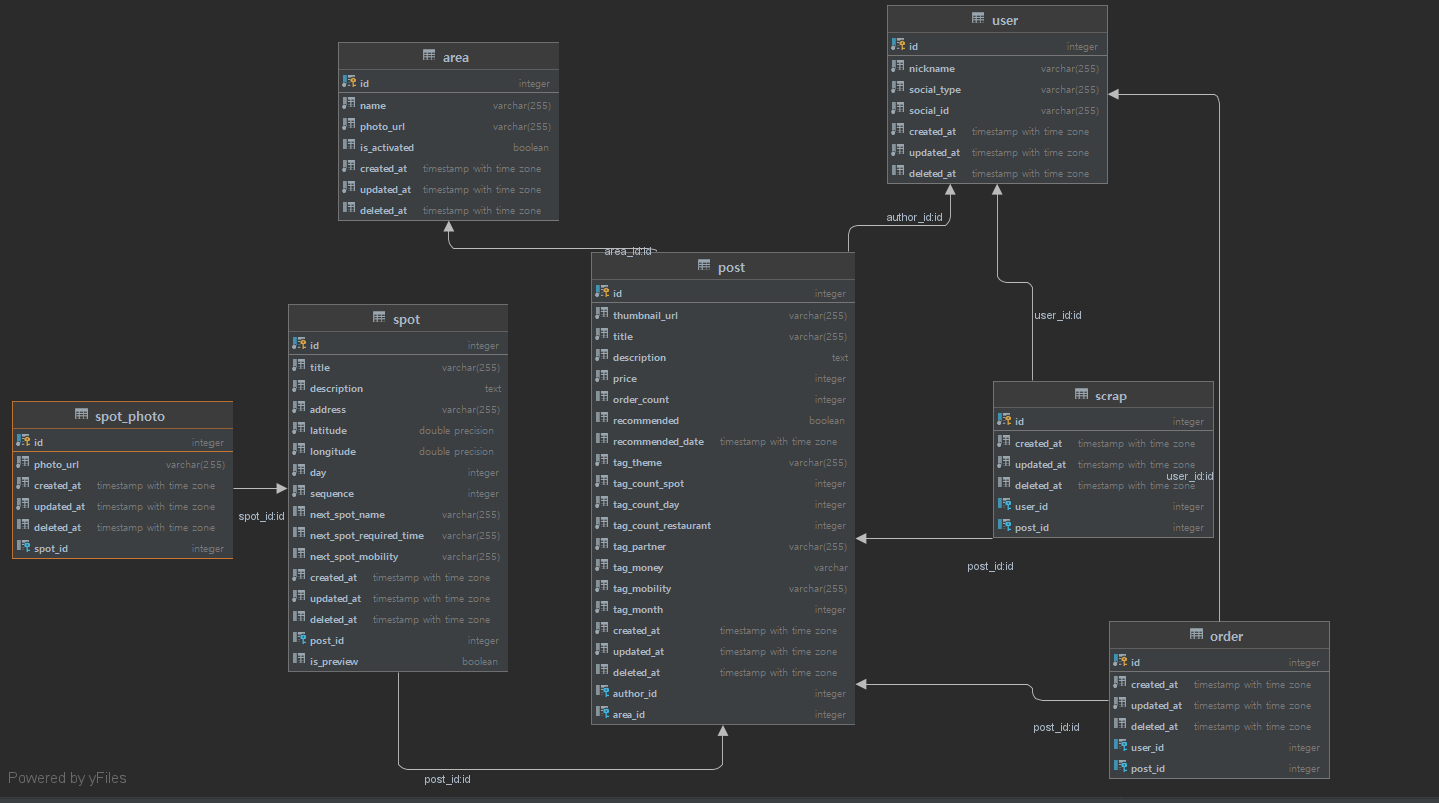 user
id integer
nickname varchar(255)
social_type varchar(255)
social_id varchar(255)
created_at timestamp with time zone
updated_at timestamp with time zone
deleted_at timestamp with time zone
area
id integer
name varchar(255)
photo_url varchar(255)
is_activated boolean
created_at timestamp with time zone
updated_at timestamp with time zone
deleted_at timestamp with time zone
author_id:id
area_id:id
post
id integer
thumbnail_url varchar(255)
title varchar(255)
description text
price integer
order_count integer
recommended boolean
recommended_date timestamp with time zone
tag_theme varchar(255)
tag_count_spot integer
tag_count_day integer
tag_count_restaurant integer
tag_partner varchar(255)
tag_money varchar
tag_mobility varchar(255)
tag_month integer
created_at timestamp with time zone
updated_at timestamp with time zone
deleted_at timestamp with time zone
author_id integer
area_id integer
spot
id integer
title varchar(255)
description text
address varchar(255)
latitude double precision
longitude double precision
day integer
sequence integer
next_spot_name varchar(255)
next_spot_required_time varchar(255)
next_spot_mobility varchar(255)
created_at timestamp with time zone
updated_at timestamp with time zone
deleted_at timestamp with time zone
post_id integer
is_preview boolean
spot_photo
id integer
photo_url varchar(255)
created_at timestamp with time zone
updated_at timestamp with time zone
deleted_at timestamp with time zone
spot_id integer
spot_id:id
user_id:id
scrap
id integer
created_at timestamp with time zone
updated_at timestamp with time zone
deleted_at timestamp with time zone
user_id integer
post_id integer
user_id:id
post_id:id
order
id integer
created_at timestamp with time zone
updated_at timestamp with time zone
deleted_at timestamp with time zone
user_id integer
post_id integer
post_id:id
post_id:id
Powered by yFiles